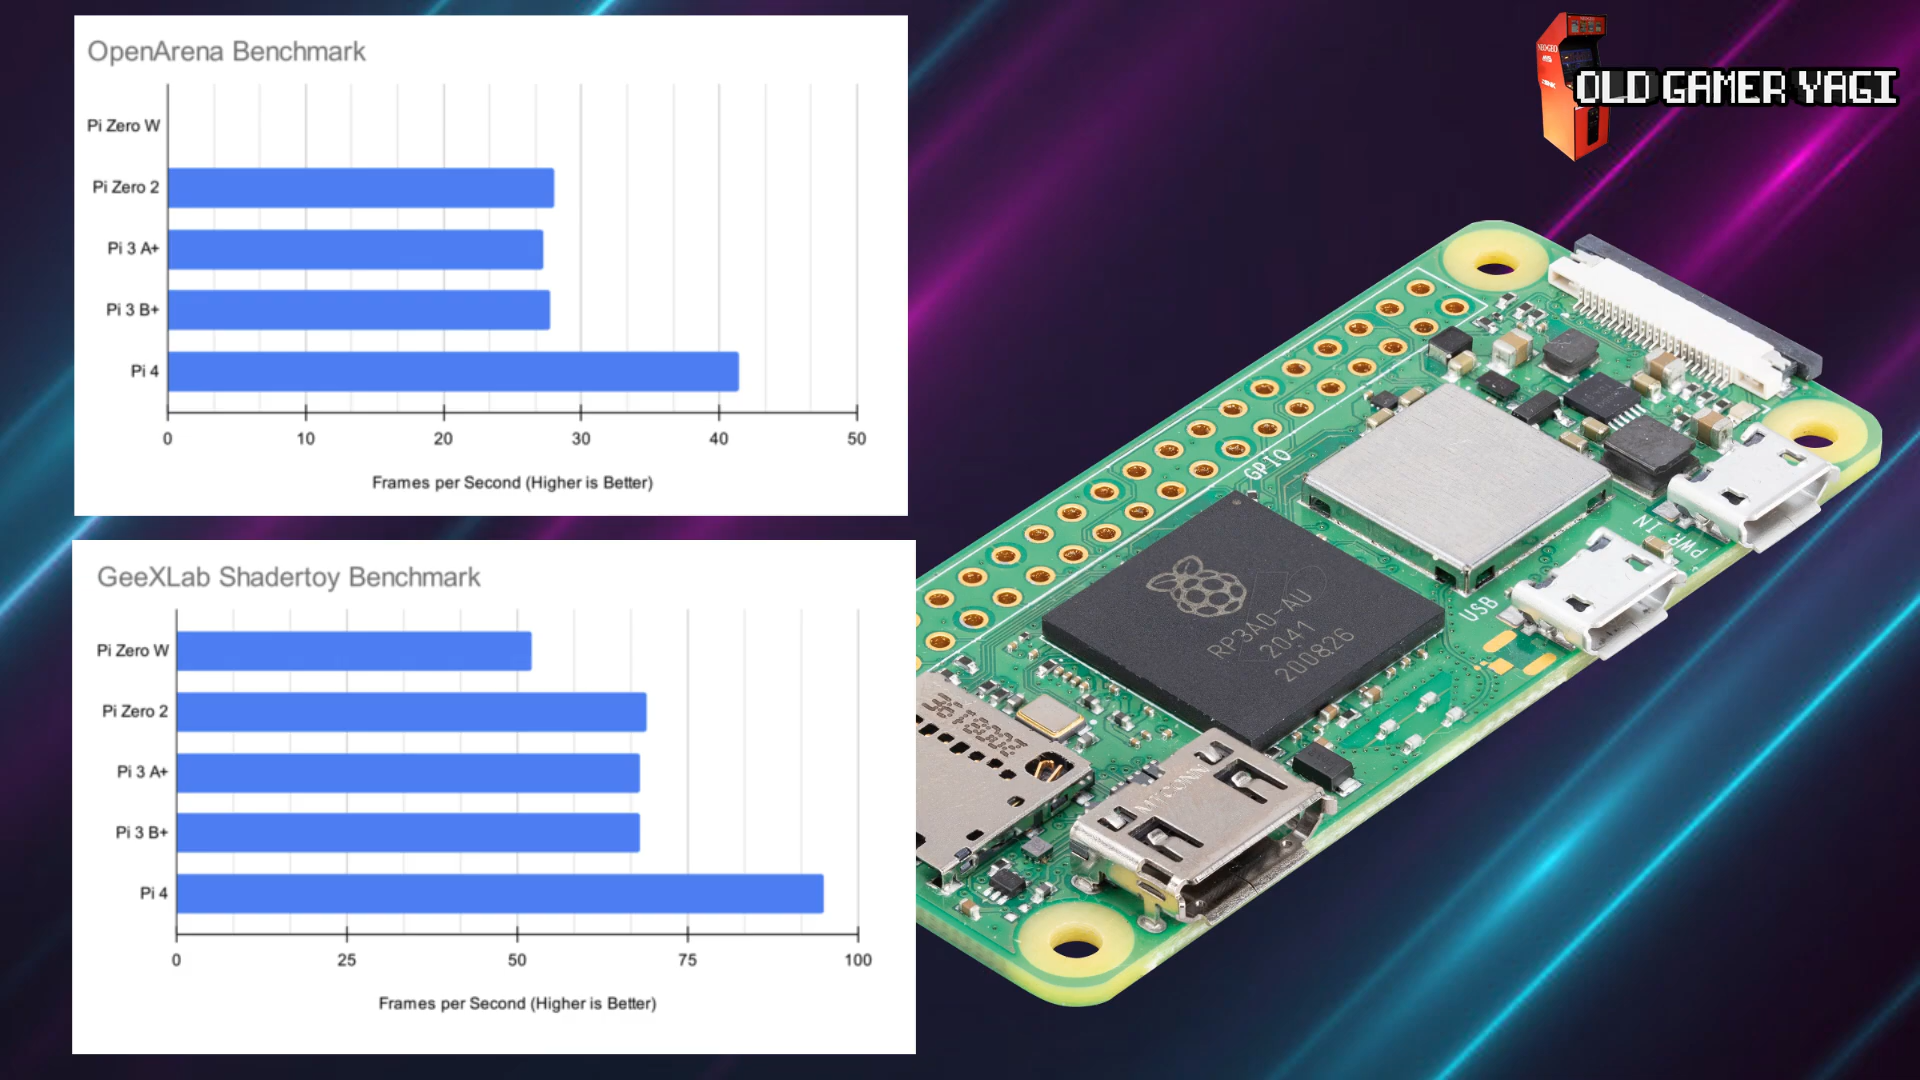 OpenArena Benchmark
Pi Zero W
Pi Zero 2
Pi 3 A+
Pi 3 B+
Pi 4
0 10 20 30 40 50
Frames per Second (Higher is Better)
GeeXLab Shadertoy Benchmark
Pi Zero W
Pi Zero 2
Pi 3 A+
Pi 3 B+
Pi 4
0 25 50 75 100
Frames per Second (Higher is Better)
NEOGEO
OLD GAMER YAGI
GPIO
PWR IN
USB
RP3A0-AU
2041
200826